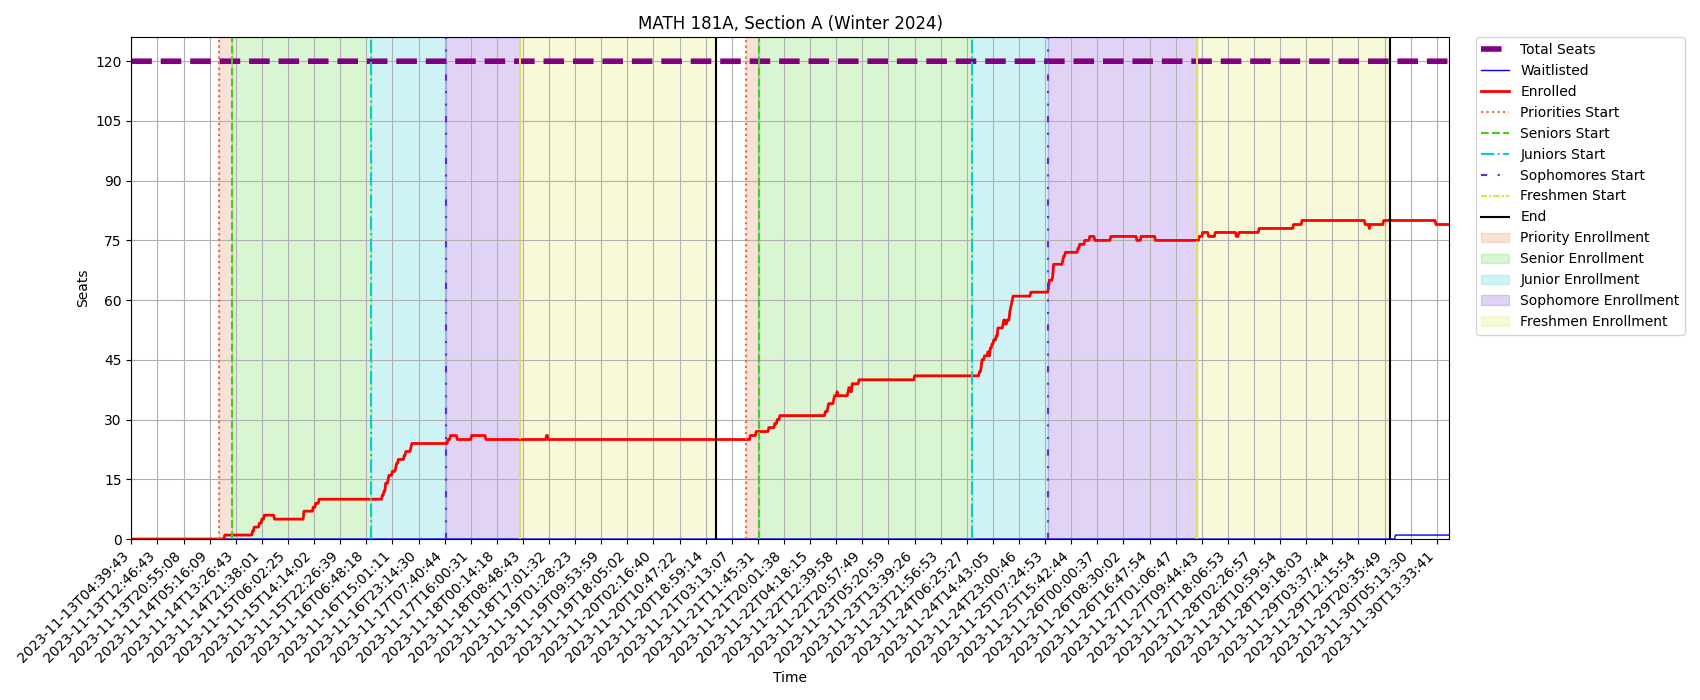 MATH 181A, Section A (Winter 2024)
Seats
120
105
90
75
60
45
30
15
0
2023-11-13T04:39:43
2023-11-13T12:46:43
2023-11-13T20:55:08
2023-11-14T05:16:09
2023-11-14T13:26:43
2023-11-14T21:38:01
2023-11-15T06:02:25
2023-11-15T14:14:02
2023-11-15T22:26:39
2023-11-16T06:48:18
2023-11-16T15:01:11
2023-11-16T23:14:30
2023-11-17T07:40:44
2023-11-17T16:00:31
2023-11-18T00:14:18
2023-11-18T08:48:43
2023-11-18T17:01:32
2023-11-19T01:28:23
2023-11-19T09:53:59
2023-11-19T18:05:02
2023-11-20T02:16:40
2023-11-20T10:47:22
2023-11-20T18:59:14
2023-11-21T03:13:07
2023-11-21T11:45:31
2023-11-21T20:01:38
2023-11-22T04:18:15
2023-11-22T12:39:58
2023-11-22T20:57:49
2023-11-23T05:20:59
2023-11-23T13:39:26
2023-11-23T21:56:53
2023-11-24T06:25:27
2023-11-24T14:43:05
2023-11-24T23:00:46
2023-11-25T07:24:53
2023-11-25T15:42:44
2023-11-26T00:00:37
2023-11-26T08:30:02
2023-11-26T16:47:54
2023-11-27T01:06:47
2023-11-27T09:44:43
2023-11-27T18:06:53
2023-11-28T02:26:57
2023-11-28T10:59:54
2023-11-28T19:18:03
2023-11-29T03:37:44
2023-11-29T12:15:54
2023-11-29T20:35:49
2023-11-30T05:13:30
2023-11-30T13:33:41
Time
Total Seats
Waitlisted
Enrolled
Priorities Start
Seniors Start
Juniors Start
Sophomores Start
Freshmen Start
End
Priority Enrollment
Senior Enrollment
Junior Enrollment
Sophomore Enrollment
Freshmen Enrollment